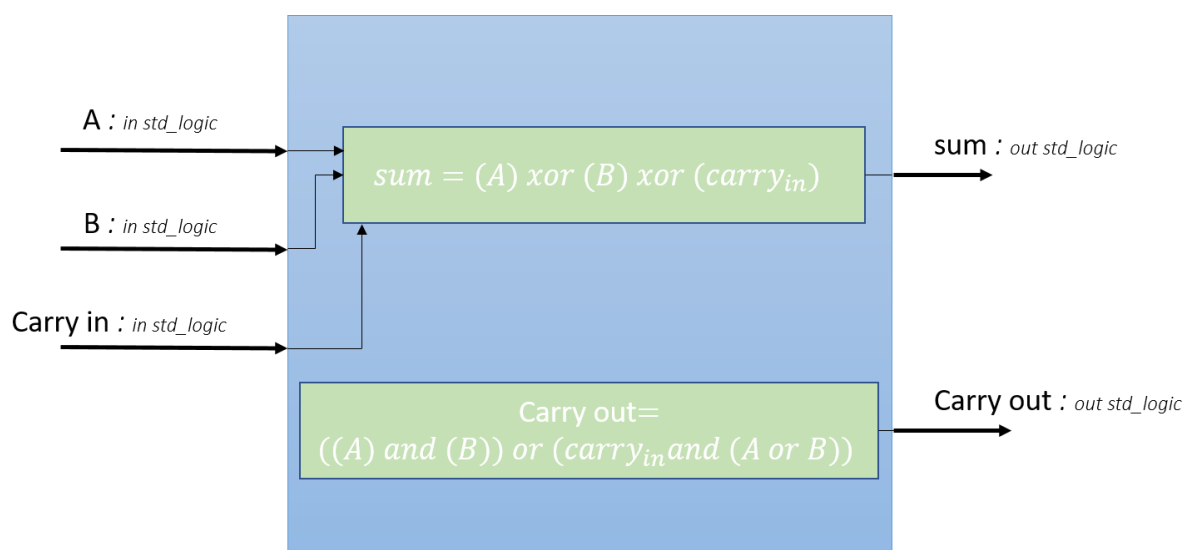 A : in std_logic
sum = (A) xor (B) xor (carry_in)
sum : out std_logic
B : in std_logic
Carry in : in std_logic
Carry out=
((A) and (B)) or (carry_in and (A or B))
Carry out : out std_logic